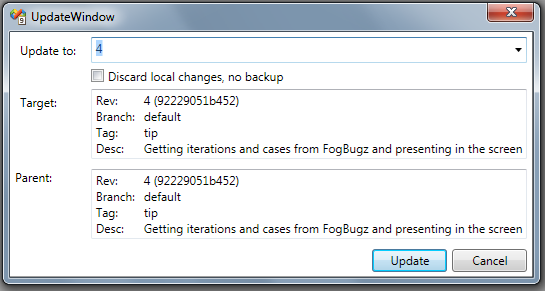 UpdateWindow
Update to: 4
Discard local changes, no backup
Target:
Rev: 4 (92229051b452)
Branch: default
Tag: tip
Desc: Getting iterations and cases from FogBugz and presenting in the screen
Parent:
Rev: 4 (92229051b452)
Branch: default
Tag: tip
Desc: Getting iterations and cases from FogBugz and presenting in the screen
Update Cancel